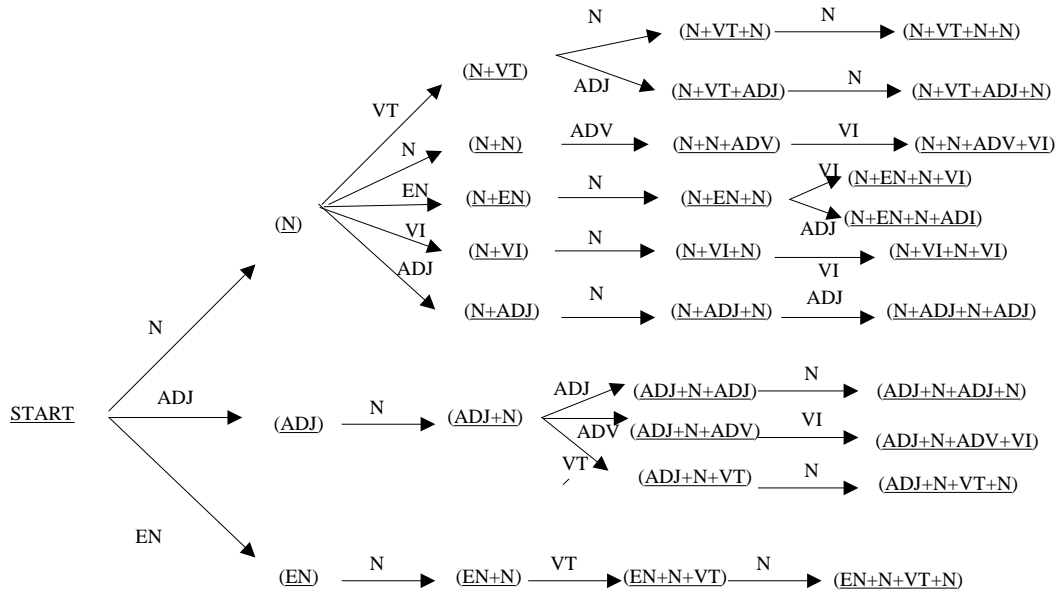 N
(N+VT+N)
N
(N+VT+N+N)
(N+VT)
ADJ
(N+VT+ADJ)
N
(N+VT+ADJ+N)
VT
N
(N+N)
ADV
(N+N+ADV)
VI
(N+N+ADV+VI)
EN
(N+EN)
N
(N+EN+N)
VI
(N+EN+N+VI)
ADJ
(N+EN+N+ADI)
(N)
VI
(N+VI)
N
(N+VI+N)
VI
(N+VI+N+VI)
ADJ
(N+ADJ)
N
(N+ADJ+N)
ADJ
(N+ADJ+N+ADJ)
N
START
ADJ
(ADJ)
N
(ADJ+N)
ADJ
(ADJ+N+ADJ)
N
(ADJ+N+ADJ+N)
ADV
(ADJ+N+ADV)
VI
(ADJ+N+ADV+VI)
VT
(ADJ+N+VT)
N
(ADJ+N+VT+N)
EN
(EN)
N
(EN+N)
VT
(EN+N+VT)
N
(EN+N+VT+N)